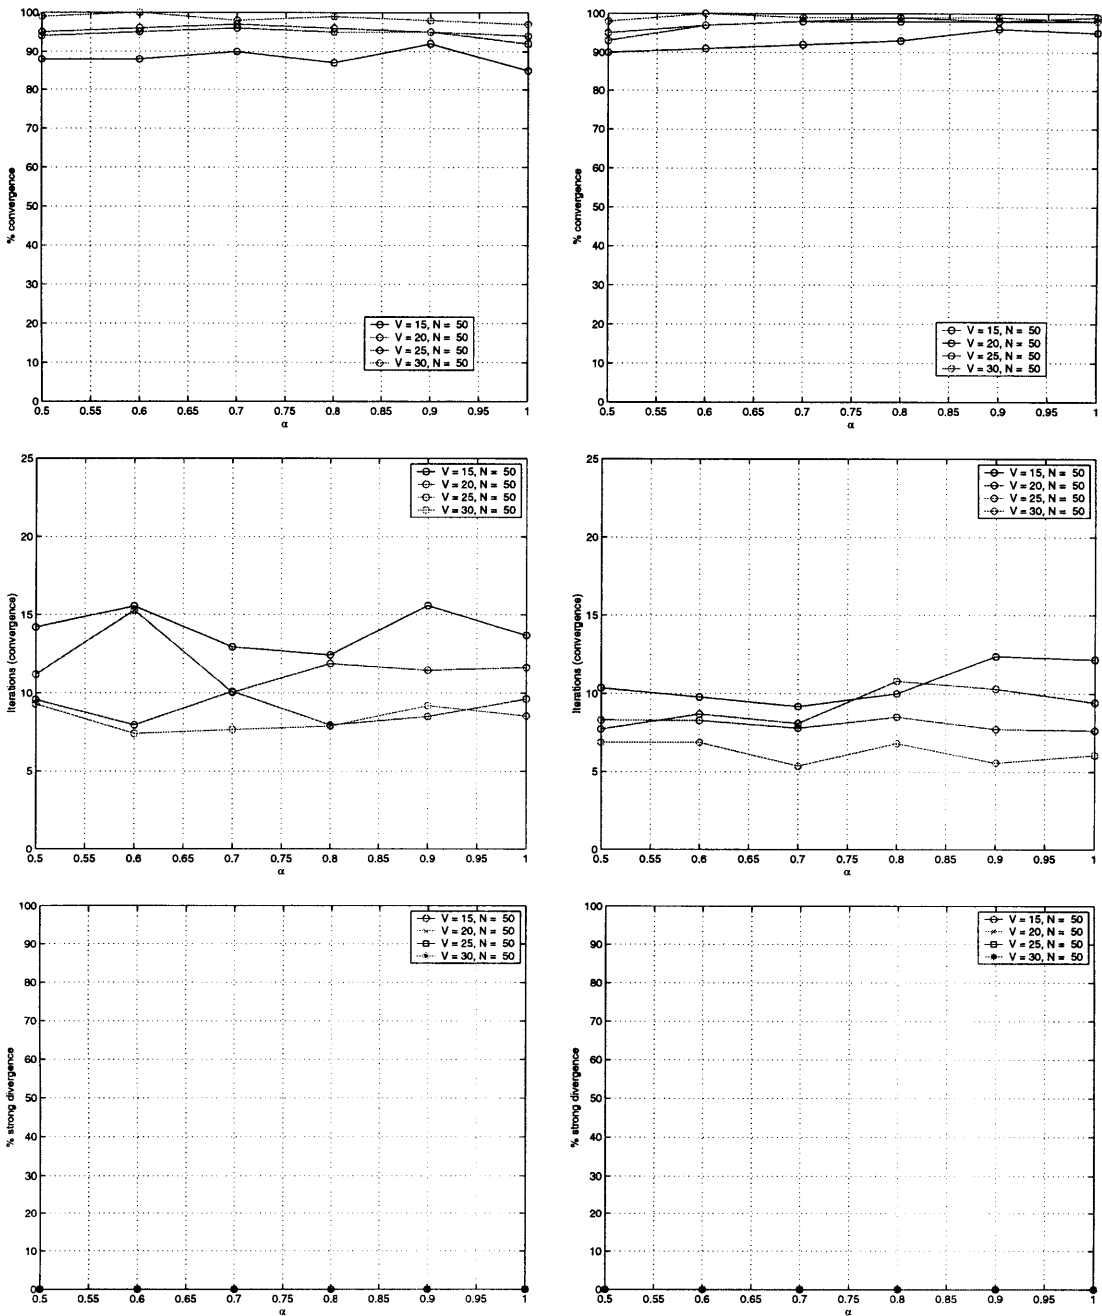 100
90
80
70
60
50
40
30
20
10
0
% convergence
V = 15, N = 50
V = 20, N = 50
V = 25, N = 50
V = 30, N = 50
0.5 0.55 0.6 0.65 0.7 0.75 0.8 0.85 0.9 0.95 1
α
100
90
80
70
60
50
40
30
20
10
0
% convergence
V = 15, N = 50
V = 20, N = 50
V = 25, N = 50
V = 30, N = 50
0.5 0.55 0.6 0.65 0.7 0.75 0.8 0.85 0.9 0.95 1
α
25
20
15
10
5
0
Iterations (convergence)
V = 15, N = 50
V = 20, N = 50
V = 25, N = 50
V = 30, N = 50
0.5 0.55 0.6 0.65 0.7 0.75 0.8 0.85 0.9 0.95 1
α
25
20
15
10
5
0
Iterations (convergence)
V = 15, N = 50
V = 20, N = 50
V = 25, N = 50
V = 30, N = 50
0.5 0.55 0.6 0.65 0.7 0.75 0.8 0.85 0.9 0.95 1
α
100
90
80
70
60
50
40
30
20
10
0
% strong divergence
V = 15, N = 50
V = 20, N = 50
V = 25, N = 50
V = 30, N = 50
0.5 0.55 0.6 0.65 0.7 0.75 0.8 0.85 0.9 0.95 1
α
100
90
80
70
60
50
40
30
20
10
0
% strong divergence
V = 15, N = 50
V = 20, N = 50
V = 25, N = 50
V = 30, N = 50
0.5 0.55 0.6 0.65 0.7 0.75 0.8 0.85 0.9 0.95 1
α